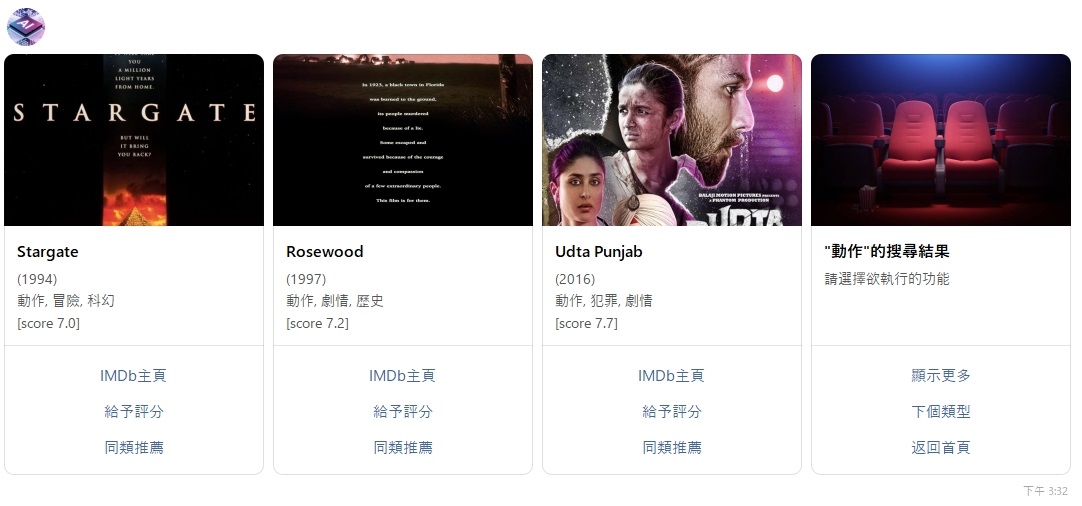 AI
YOU
A MILLION
LIGHT YEARS
FROM HOME.
STARGATE
BUT WILL
IT BRING
YOU BACK?
Stargate
(1994)
動作, 冒險, 科幻
[score 7.0]
IMDb主頁
給予評分
同類推薦
In 1923, a black town in Florida
was burned to the ground,
its people murdered
because of a lie.
Some escaped and
survived because of the courage
and compassion
of a few extraordinary people.
This film is for them.
Rosewood
(1997)
動作, 劇情, 歷史
[score 7.2]
IMDb主頁
給予評分
同類推薦
BALAJI MOTION PICTURES PRESENTS
A PHANTOM PRODUCTION
UDTA
Udta Punjab
(2016)
動作, 犯罪, 劇情
[score 7.7]
IMDb主頁
給予評分
同類推薦
"動作"的搜尋結果
請選擇欲執行的功能
顯示更多
下個類型
返回首頁
下午 3:32